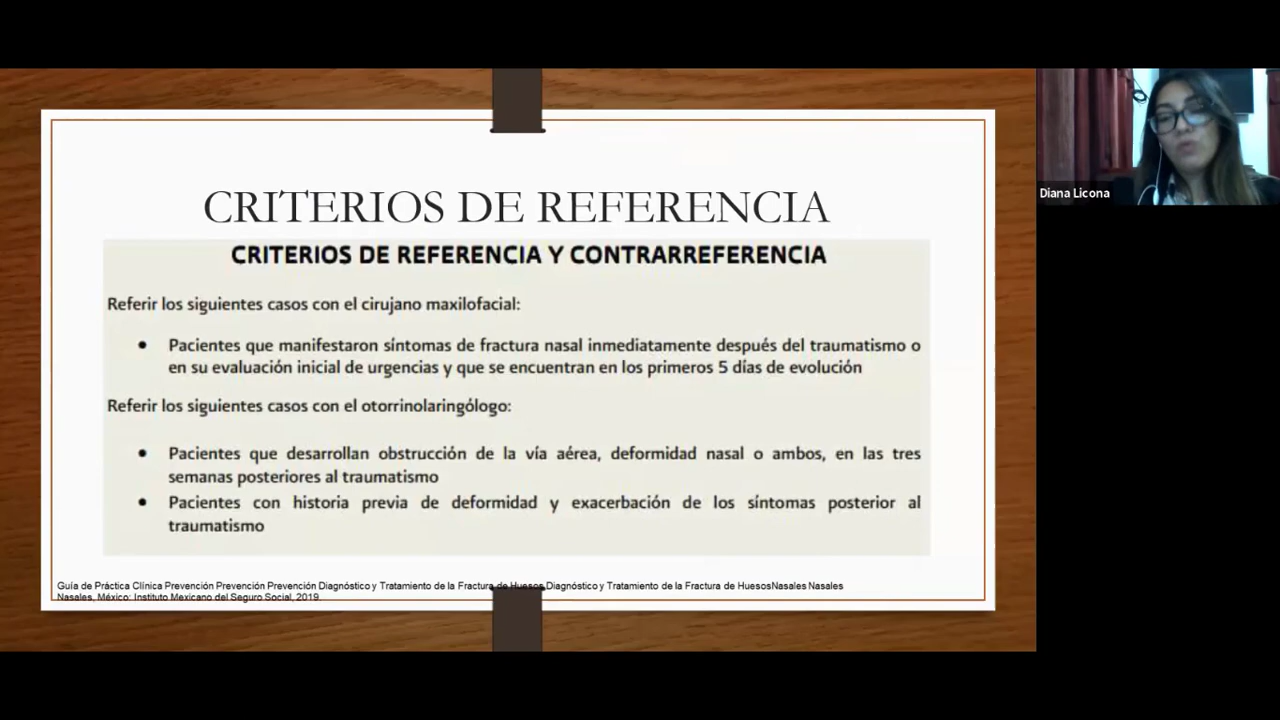 CRITERIOS DE REFERENCIA
CRITERIOS DE REFERENCIA Y CONTRARREFERENCIA
Referir los siguientes casos con el cirujano maxilofacial:
• Pacientes que manifestaron síntomas de fractura nasal inmediatamente después del traumatismo o
en su evaluación inicial de urgencias y que se encuentran en los primeros 5 días de evolución
Referir los siguientes casos con el otorrinolaringólogo:
• Pacientes que desarrollan obstrucción de la vía aérea, deformidad nasal o ambos, en las tres
semanas posteriores al traumatismo
• Pacientes con historia previa de deformidad y exacerbación de los síntomas posterior al
traumatismo
Guía de Práctica Clínica Prevención Prevención Prevención Diagnóstico y Tratamiento de la Fractura de Huesos Diagnóstico y Tratamiento de la Fractura de HuesosNasales Nasales
Nasales, México: Instituto Mexicano del Seguro Social, 2019
Diana Licona